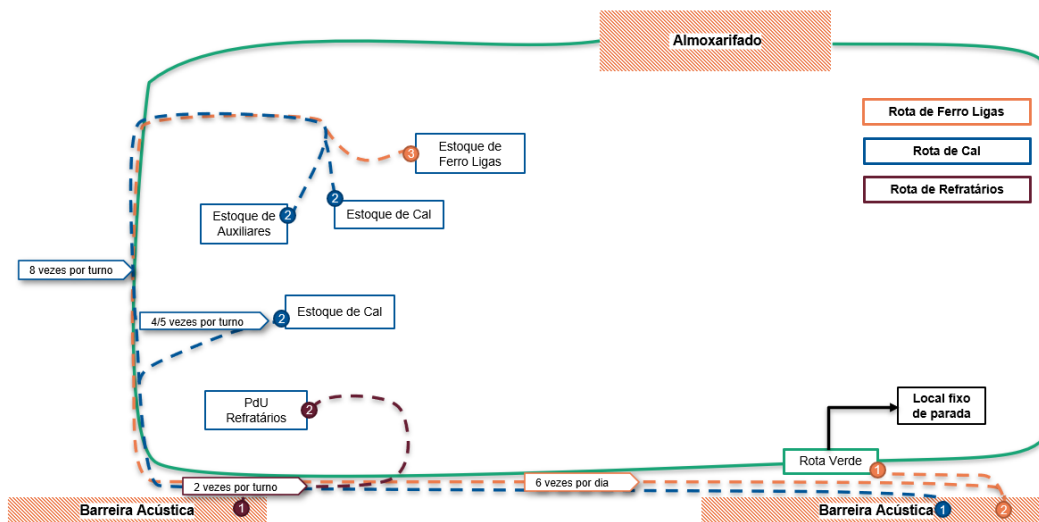 Almoxarifado
Rota de Ferro Ligas
Rota de Cal
Rota de Refratários
Estoque de
Ferro Ligas
3
2
2
Estoque de
Auxiliares
Estoque de Cal
8 vezes por turno
4/5 vezes por turno
2
Estoque de Cal
PdU
Refratários
2
Local fixo
de parada
Rota Verde
1
2 vezes por turno
6 vezes por dia
Barreira Acústica
1
Barreira Acústica
1
2